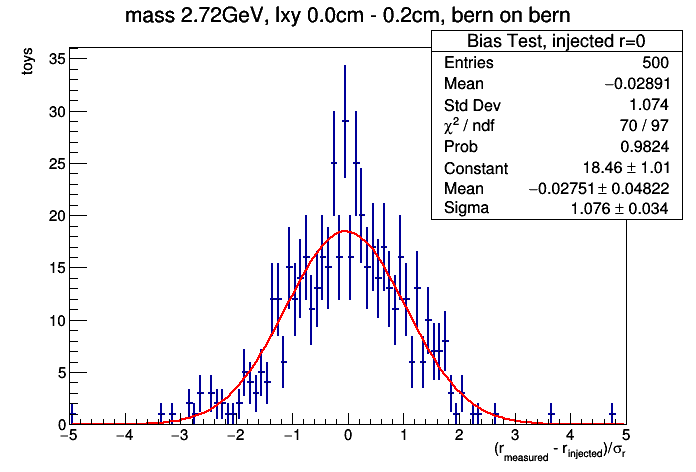 mass 2.72GeV, lxy 0.0cm - 0.2cm, bern on bern
Bias Test, injected r=0
Entries 500
Mean −0.02891
Std Dev 1.074
χ² / ndf 70 / 97
Prob 0.9824
Constant 18.46 ± 1.01
Mean −0.02751 ± 0.04822
Sigma 1.076 ± 0.034
toys
35
30
25
20
15
10
5
0
−5 −4 −3 −2 −1 0 1 2 3 4 5
(r_measured - r_injected)/σ_r